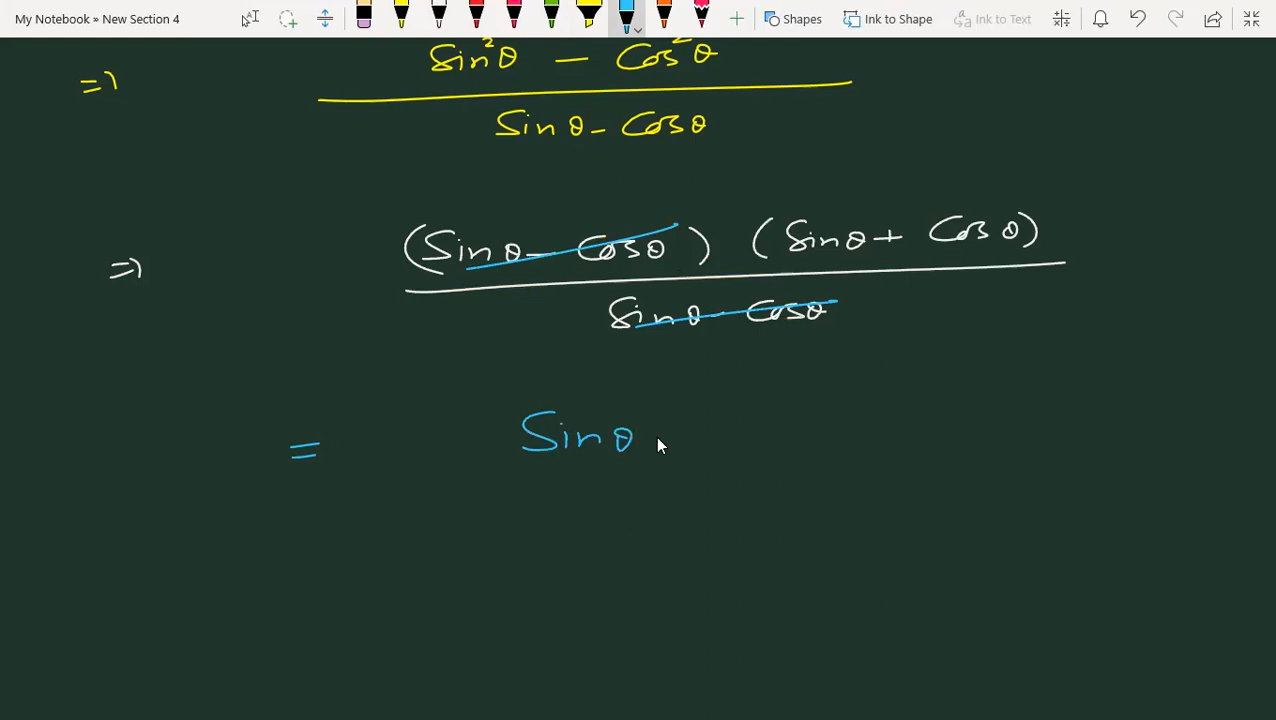 My Notebook » New Section 4
Shapes
Ink to Shape
Ink to Text
=> Sin²θ — Cos²θ
Sinθ - Cosθ
=> (Sinθ - Cosθ) (Sinθ + Cosθ)
Sinθ - Cosθ
= Sinθ